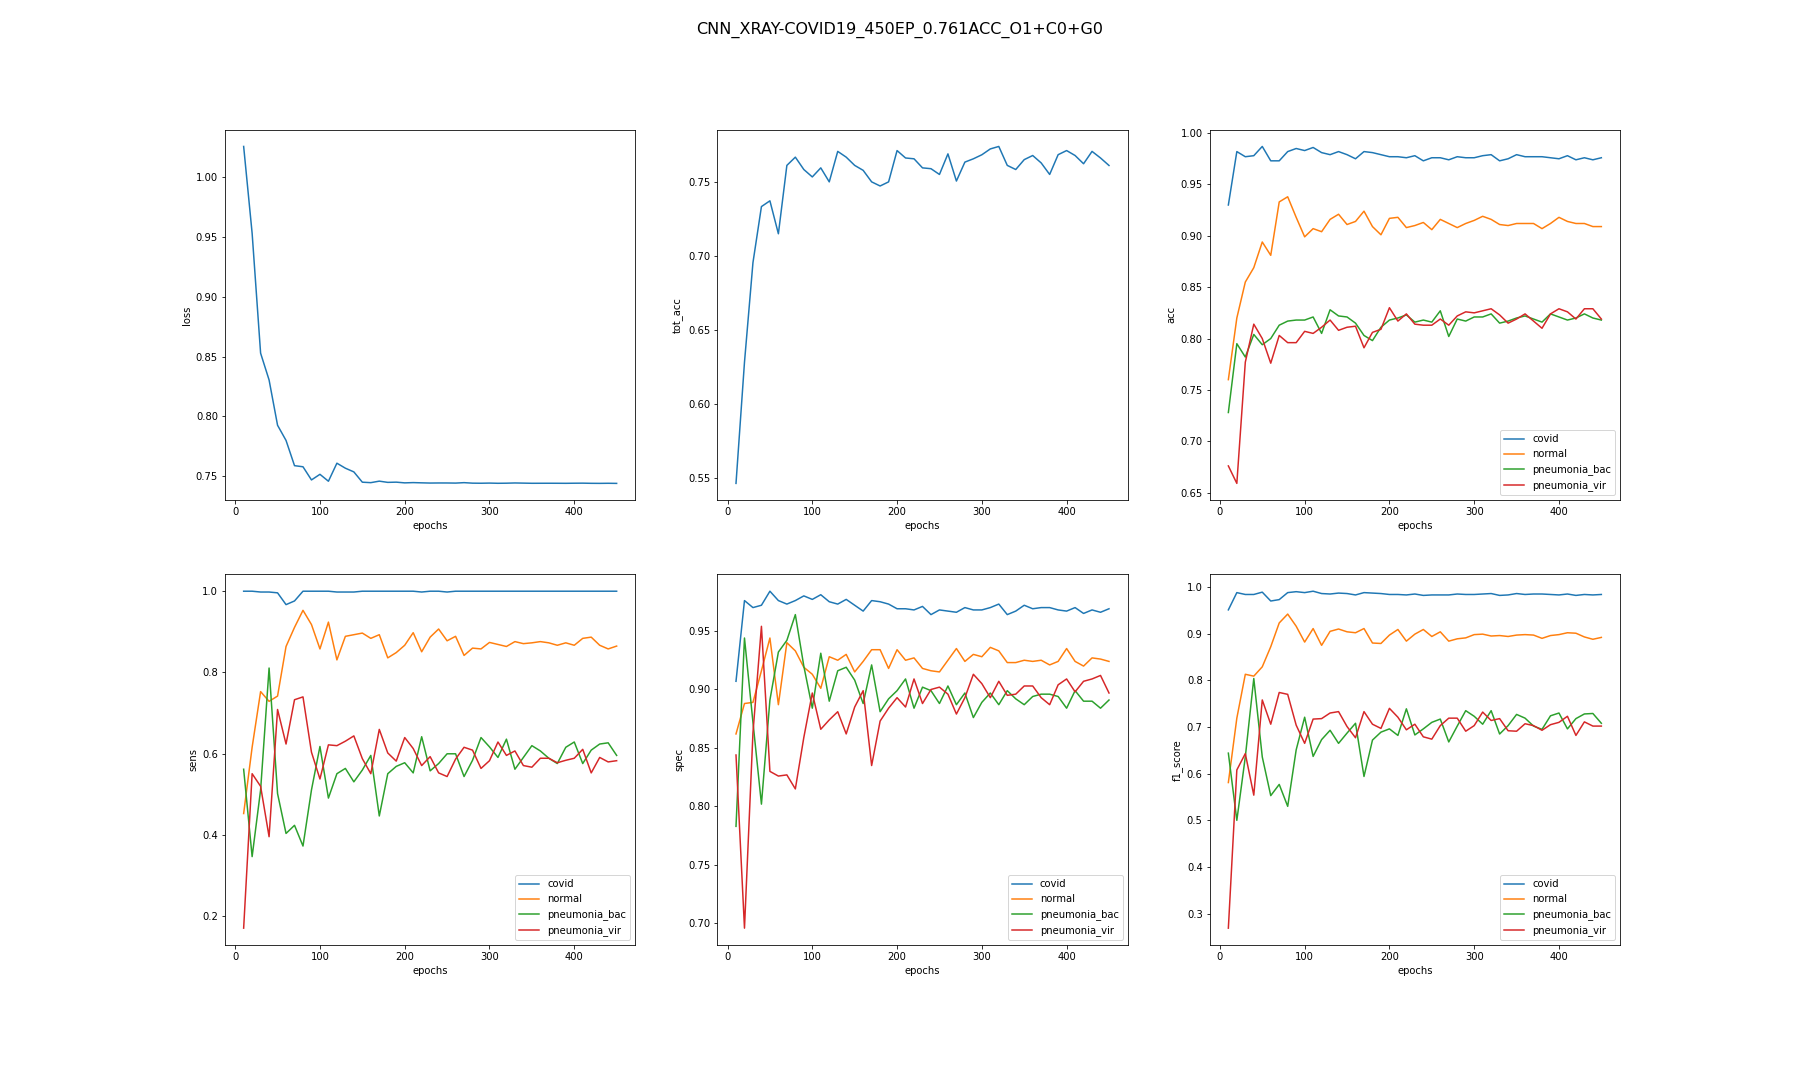 CNN_XRAY-COVID19_450EP_0.761ACC_O1+C0+G0
loss
1.00
0.95
0.90
0.85
0.80
0.75
0 100 200 300 400
epochs
tot_acc
0.75
0.70
0.65
0.60
0.55
0 100 200 300 400
epochs
acc
1.00
0.95
0.90
0.85
0.80
0.75
0.70
0.65
covid
normal
pneumonia_bac
pneumonia_vir
0 100 200 300 400
epochs
sens
1.0
0.8
0.6
0.4
0.2
covid
normal
pneumonia_bac
pneumonia_vir
0 100 200 300 400
epochs
spec
0.95
0.90
0.85
0.80
0.75
0.70
covid
normal
pneumonia_bac
pneumonia_vir
0 100 200 300 400
epochs
f1_score
1.0
0.9
0.8
0.7
0.6
0.5
0.4
0.3
covid
normal
pneumonia_bac
pneumonia_vir
0 100 200 300 400
epochs